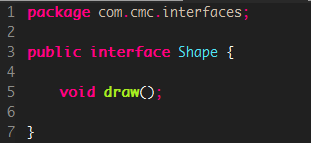 1 package com.cmc.interfaces;
2
3 public interface Shape {
4
5     void draw();
6
7 }